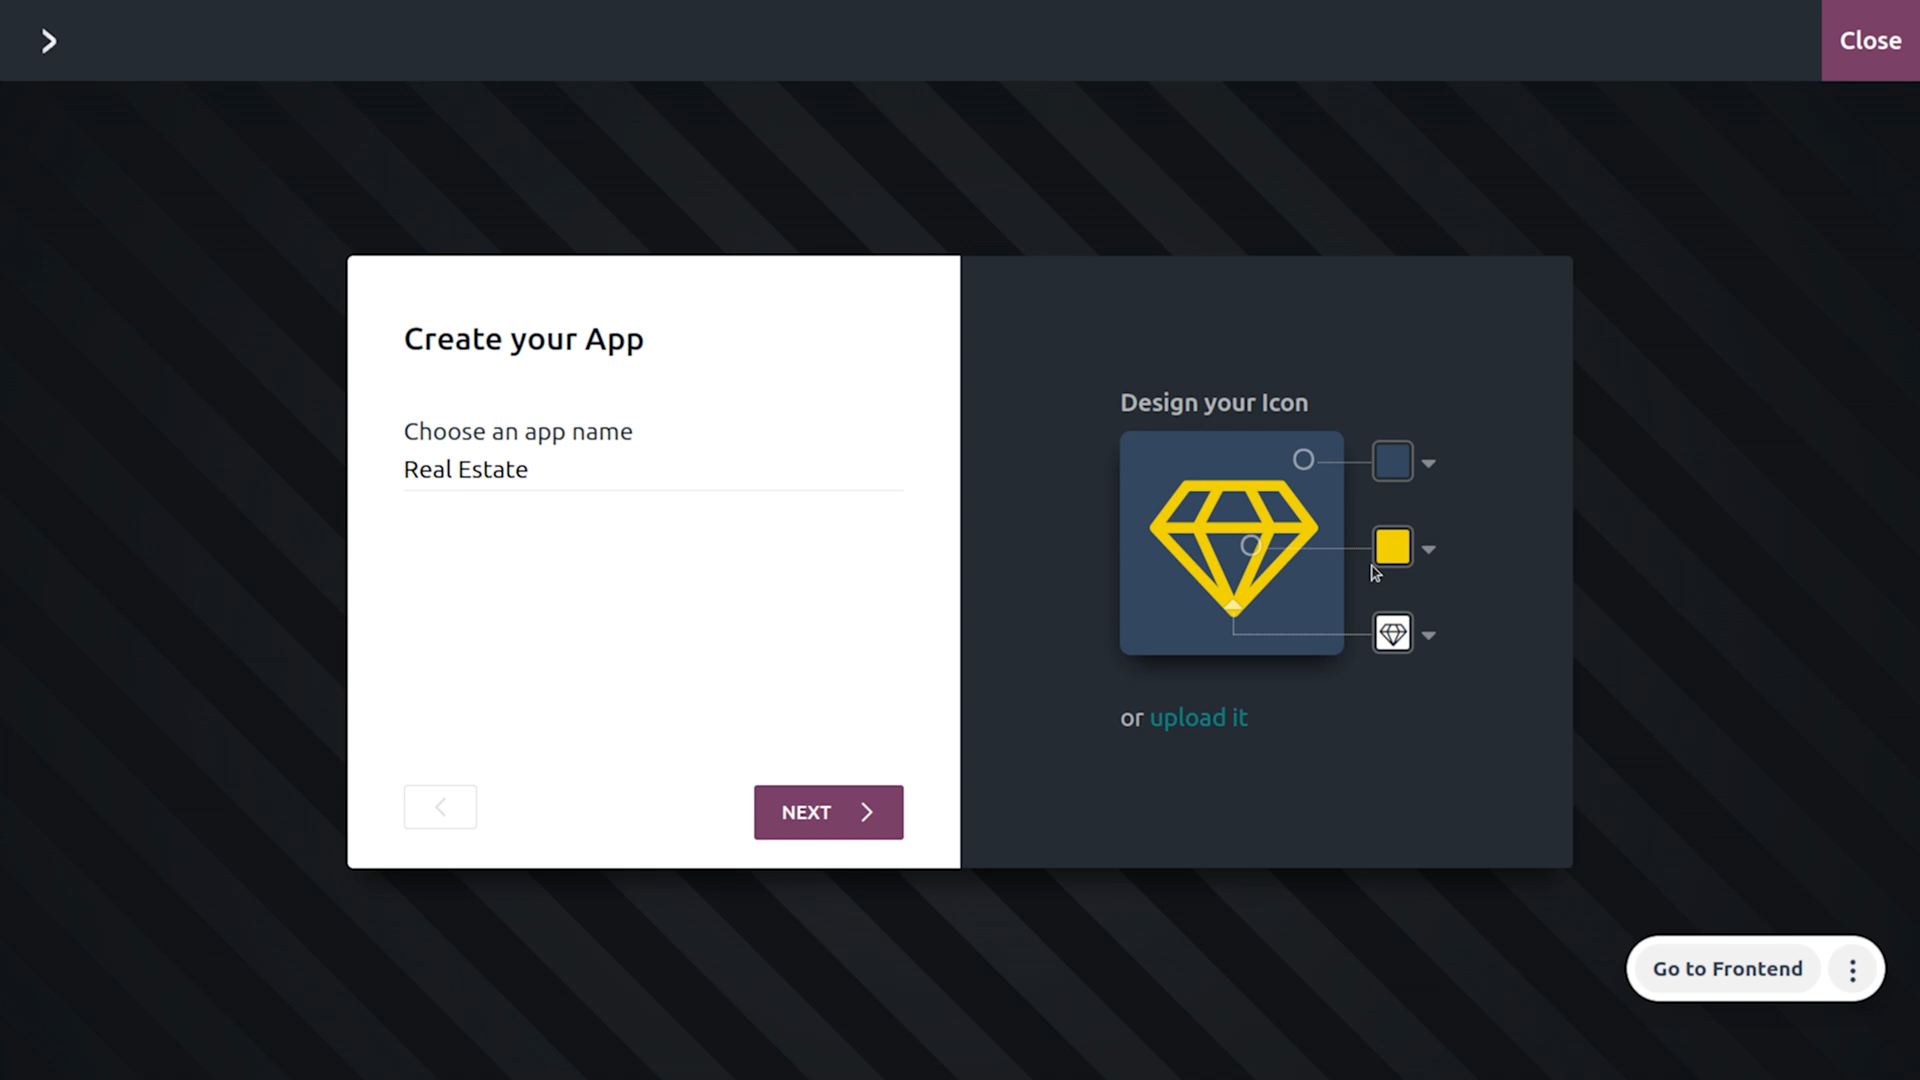 Close
Create your App
Choose an app name
Real Estate
NEXT
Design your Icon
or upload it
Go to Frontend